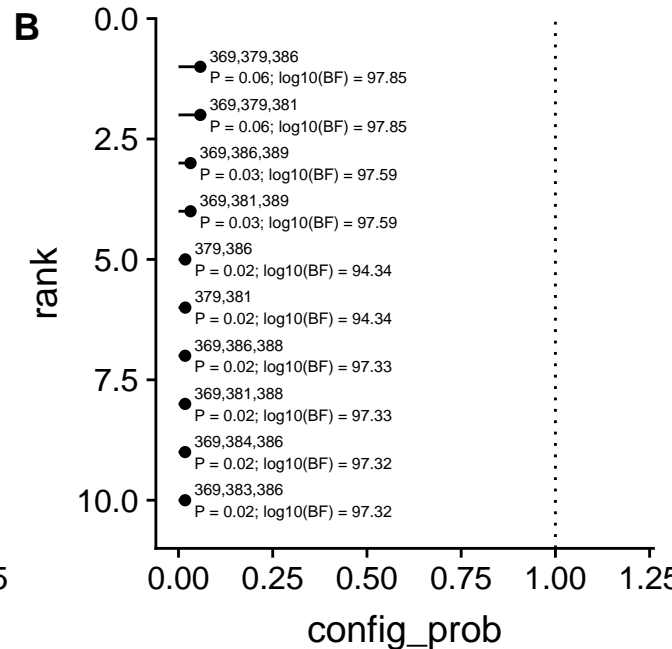 B
0.0
369,379,386
P = 0.06; log10(BF) = 97.85
369,379,381
P = 0.06; log10(BF) = 97.85
2.5
369,386,389
P = 0.03; log10(BF) = 97.59
369,381,389
P = 0.03; log10(BF) = 97.59
5.0
379,386
P = 0.02; log10(BF) = 94.34
379,381
P = 0.02; log10(BF) = 94.34
rank
369,386,388
P = 0.02; log10(BF) = 97.33
7.5
369,381,388
P = 0.02; log10(BF) = 97.33
369,384,386
P = 0.02; log10(BF) = 97.32
10.0
369,383,386
P = 0.02; log10(BF) = 97.32
5
0.00 0.25 0.50 0.75 1.00 1.25
config_prob